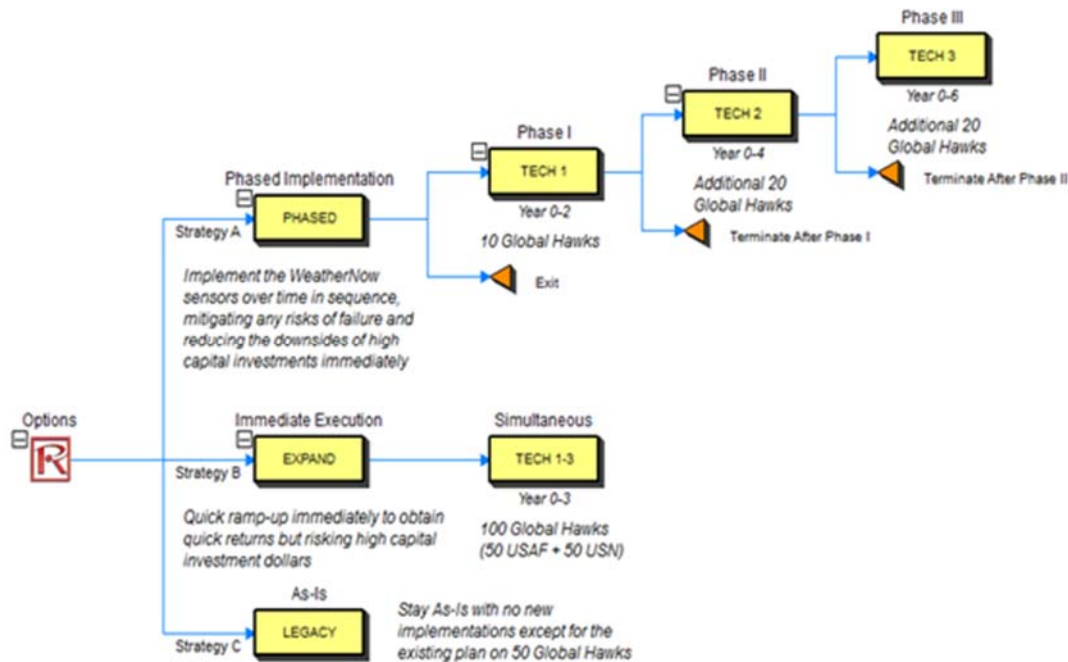 Phase III
TECH 3
Year 0-6
Additional 20
Global Hawks
Terminate After Phase II
Phase II
TECH 2
Year 0-4
Additional 20
Global Hawks
Terminate After Phase I
Phase I
TECH 1
Year 0-2
10 Global Hawks
Exit
Phased Implementation
PHASED
Strategy A
Implement the WeatherNow
sensors over time in sequence,
mitigating any risks of failure and
reducing the downsides of high
capital investments immediately
Options
R
Immediate Execution
EXPAND
Strategy B
Quick ramp-up immediately to obtain
quick returns but risking high capital
investment dollars
Simultaneous
TECH 1-3
Year 0-3
100 Global Hawks
(50 USAF + 50 USN)
As-Is
LEGACY
Strategy C
Stay As-Is with no new
implementations except for the
existing plan on 50 Global Hawks